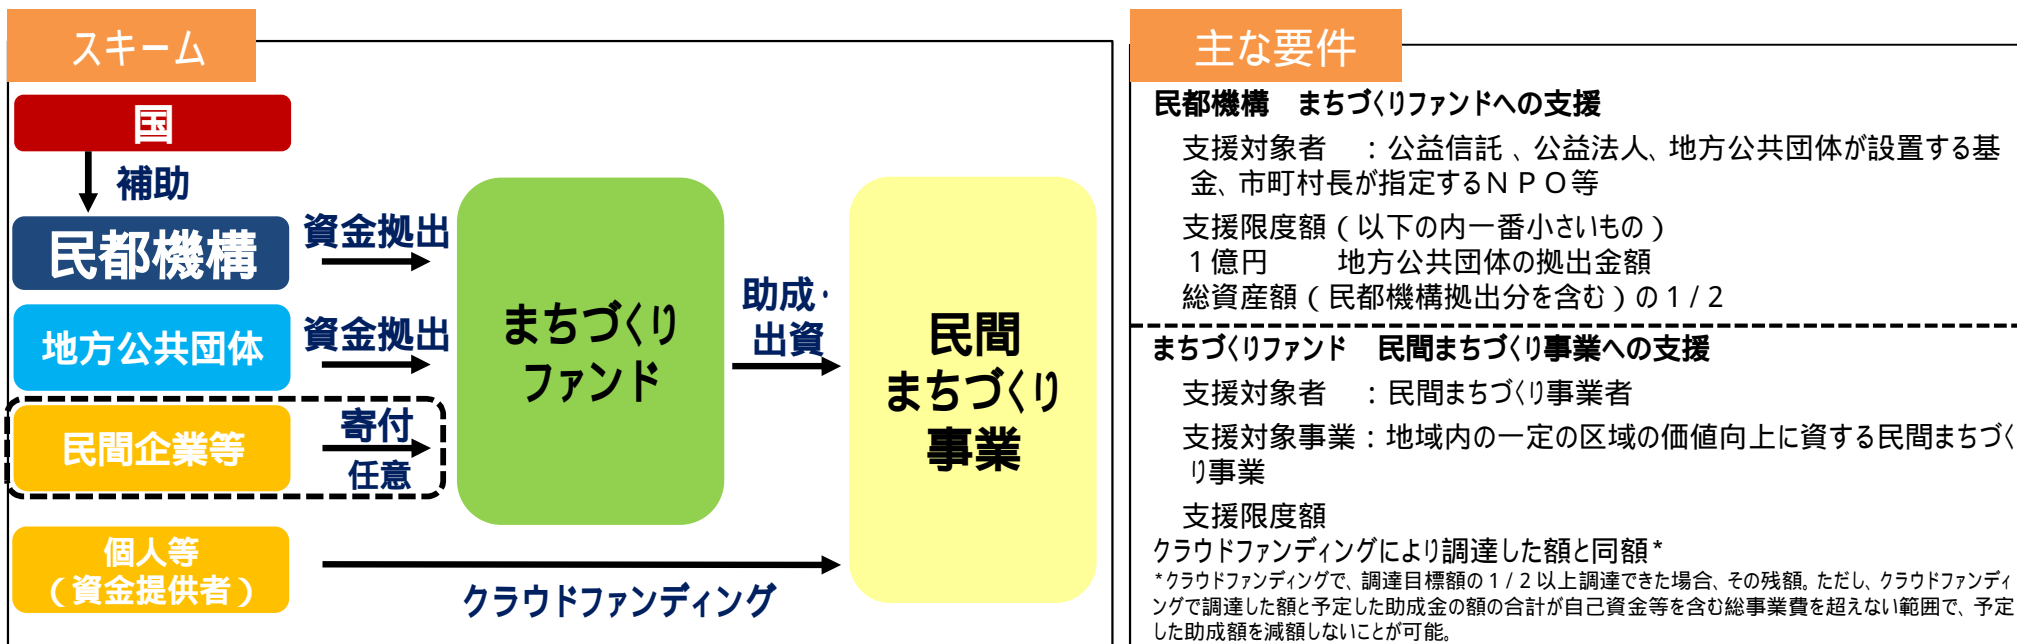 スキーム
国
補助
民都機構
資金拠出
地方公共団体
資金拠出
民間企業等
寄付
任意
個人等
（資金提供者）
クラウドファンディング
まちづくり
ファンド
助成・
出資
民間
まちづくり
事業
主な要件
民都機構　まちづくりファンドへの支援
支援対象者　：公益信託、公益法人、地方公共団体が設置する基
金、市町村長が指定するＮＰＯ等
支援限度額（以下の内一番小さいもの）
１億円　　地方公共団体の拠出金額
総資産額（民都機構拠出分を含む）の１/２
まちづくりファンド　民間まちづくり事業への支援
支援対象者　：民間まちづくり事業者
支援対象事業：地域内の一定の区域の価値向上に資する民間まちづく
り事業
支援限度額
クラウドファンディングにより調達した額と同額*
*クラウドファンディングで、調達目標額の１/２以上調達できた場合、その残額。ただし、クラウドファンディ
ングで調達した額と予定した助成金の額の合計が自己資金等を含む総事業費を超えない範囲で、予定
した助成額を減額しないことが可能。